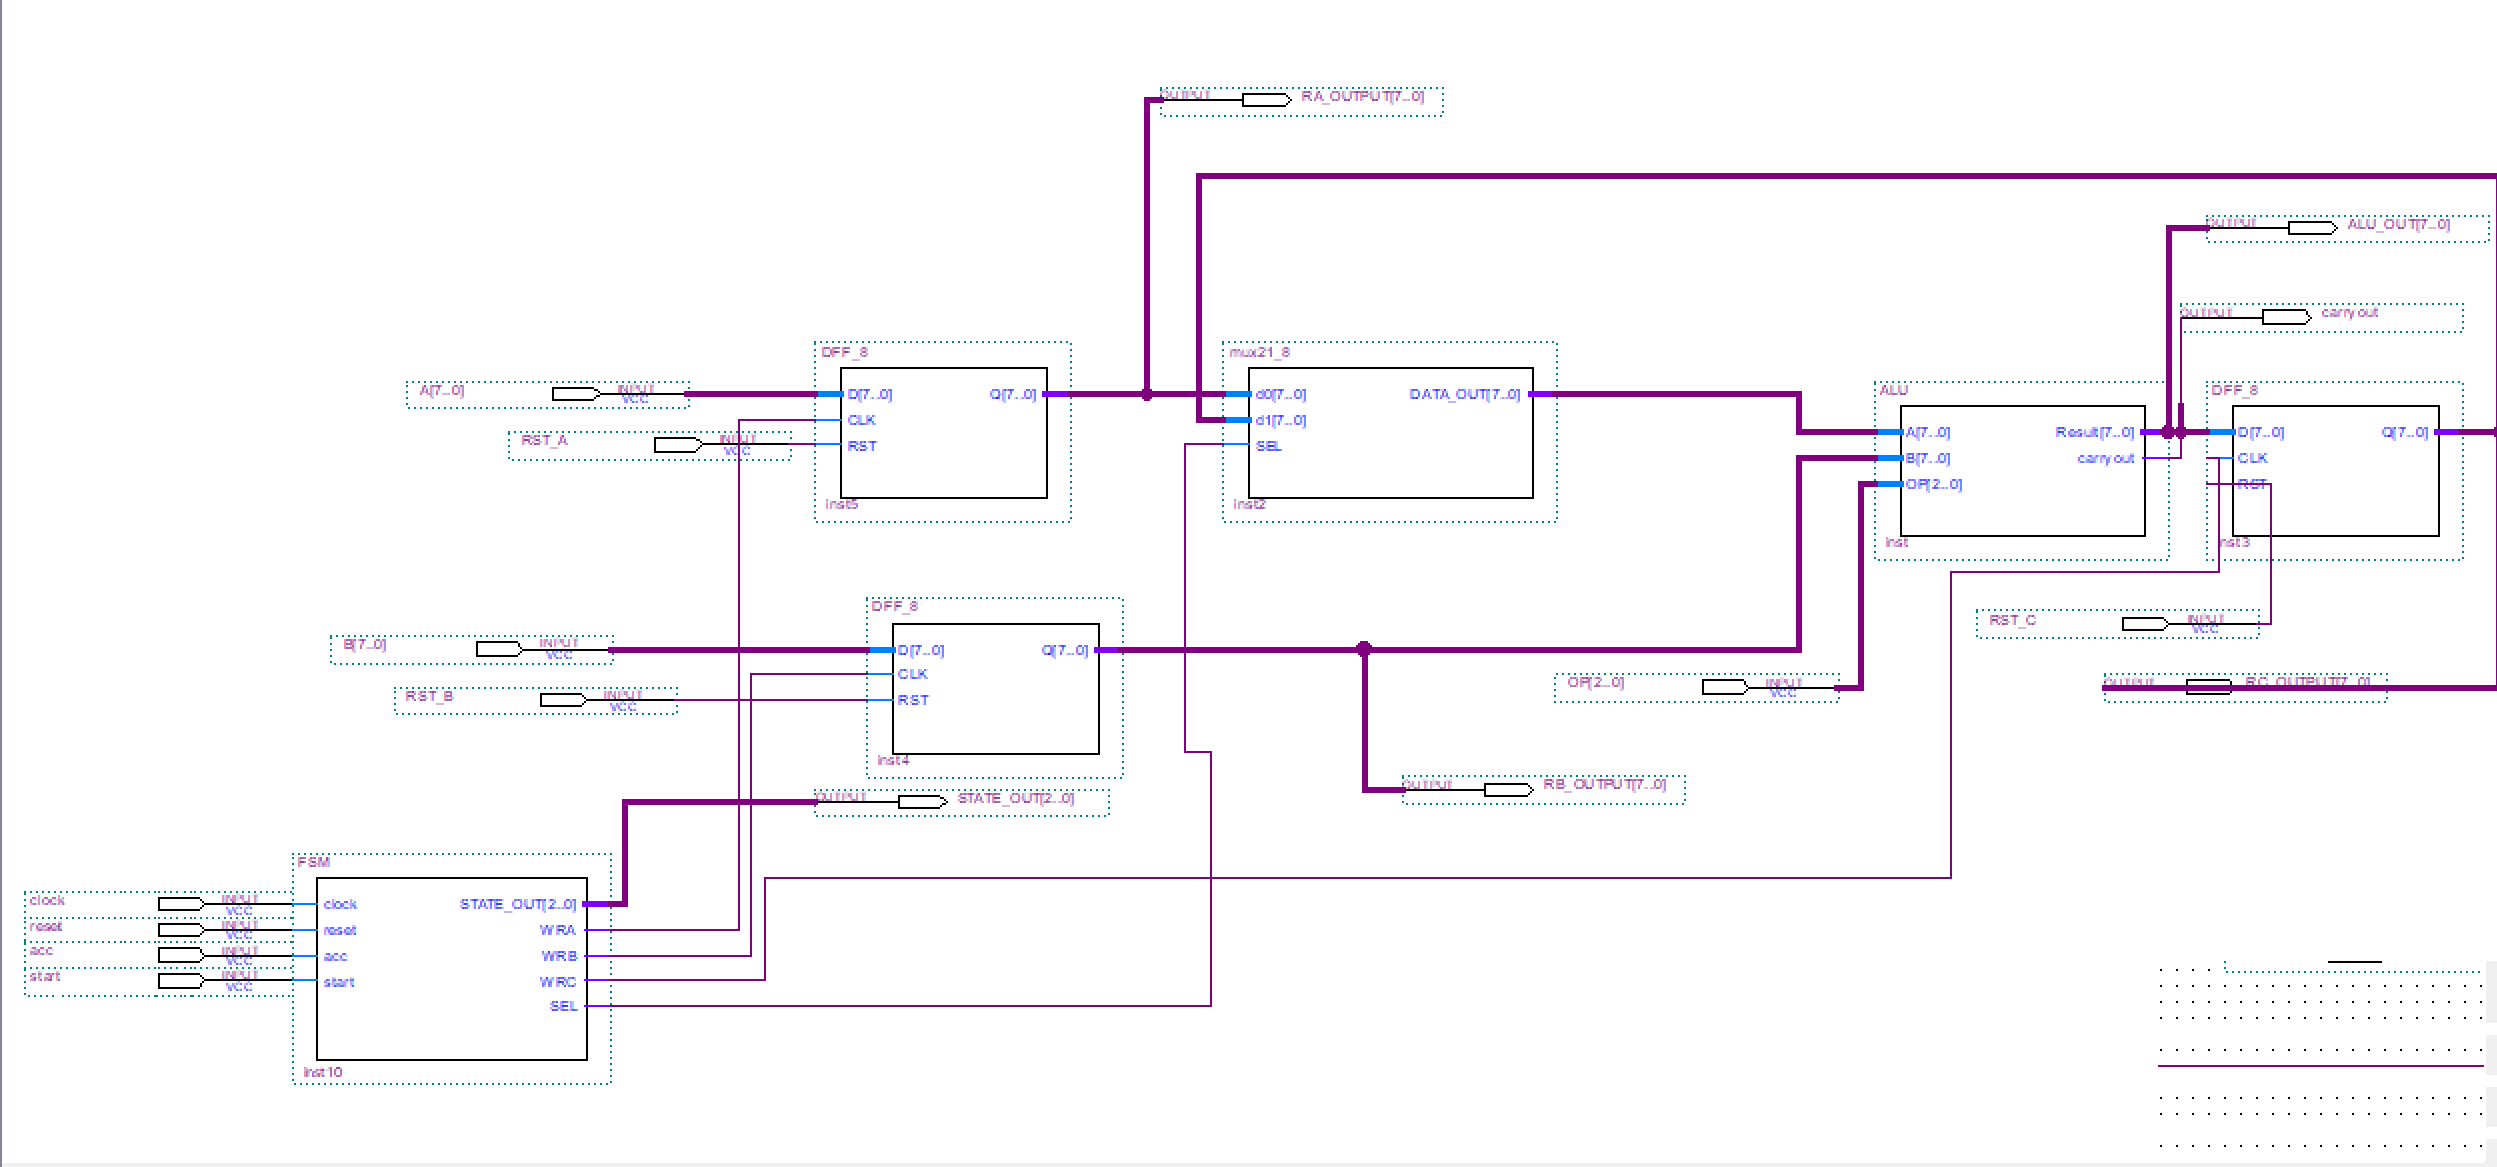 OUTPUT RA_OUTPUT[7..0]
OUTPUT ALU_OUT[7..0]
OUTPUT carryout
DFF_8
D[7..0] Q[7..0]
CLK
RST
inst5
mux21_8
d0[7..0] DATA_OUT[7..0]
d1[7..0]
SEL
inst2
A[7..0] INPUT VCC
RST_A INPUT VCC
ALU
A[7..0] Result[7..0]
B[7..0] carryout
OP[2..0]
inst
DFF_8
D[7..0] Q[7..0]
CLK
RST
inst3
DFF_8
D[7..0] Q[7..0]
CLK
RST
inst4
B[7..0] INPUT VCC
RST_B INPUT VCC
RST_C INPUT VCC
OP[2..0] INPUT VCC
OUTPUT RC_OUTPUT[7..0]
OUTPUT RB_OUTPUT[7..0]
OUTPUT STATE_OUT[2..0]
FSM
clock INPUT VCC clock STATE_OUT[2..0]
reset INPUT VCC reset WRA
acc INPUT VCC acc WRB
start INPUT VCC start WRC
SEL
inst10